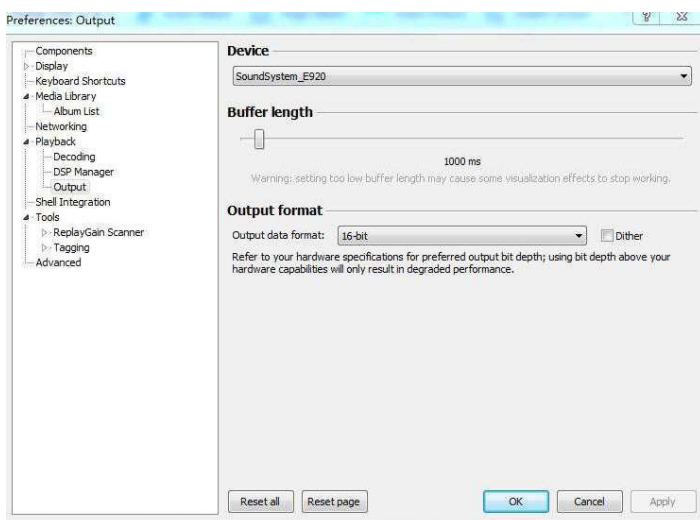 Preferences: Output
Components
Display
Keyboard Shortcuts
Media Library
Album List
Networking
Playback
Decoding
DSP Manager
Output
Shell Integration
Tools
ReplayGain Scanner
Tagging
Advanced
Device
SoundSystem_E920
Buffer length
1000 ms
Warning: setting too low buffer length may cause some visualization effects to stop working.
Output format
Output data format: 16-bit Dither
Refer to your hardware specifications for preferred output bit depth; using bit depth above your
hardware capabilities will only result in degraded performance.
Reset all Reset page OK Cancel Apply